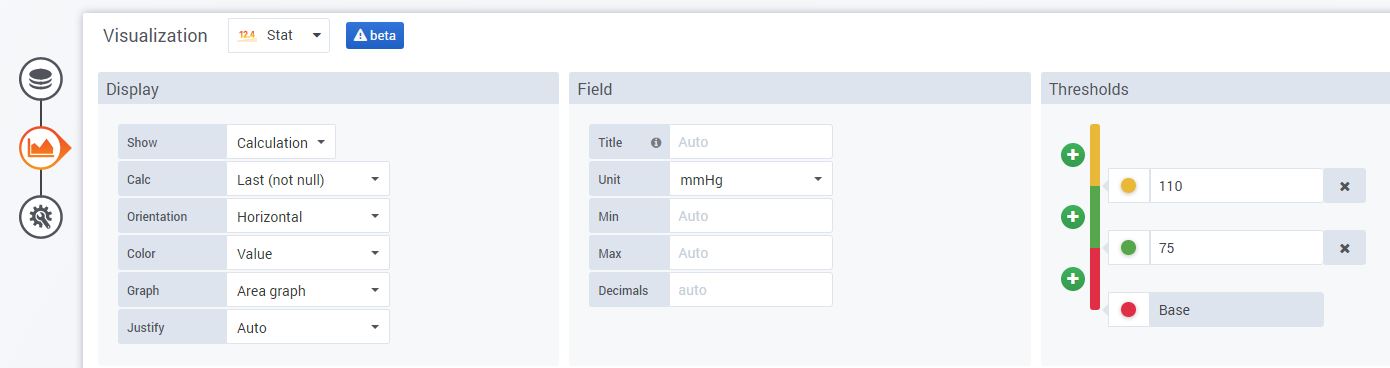 Visualization 12.4 Stat beta
Display
Show Calculation
Calc Last (not null)
Orientation Horizontal
Color Value
Graph Area graph
Justify Auto
Field
Title Auto
Unit mmHg
Min Auto
Max Auto
Decimals auto
Thresholds
110
75
Base